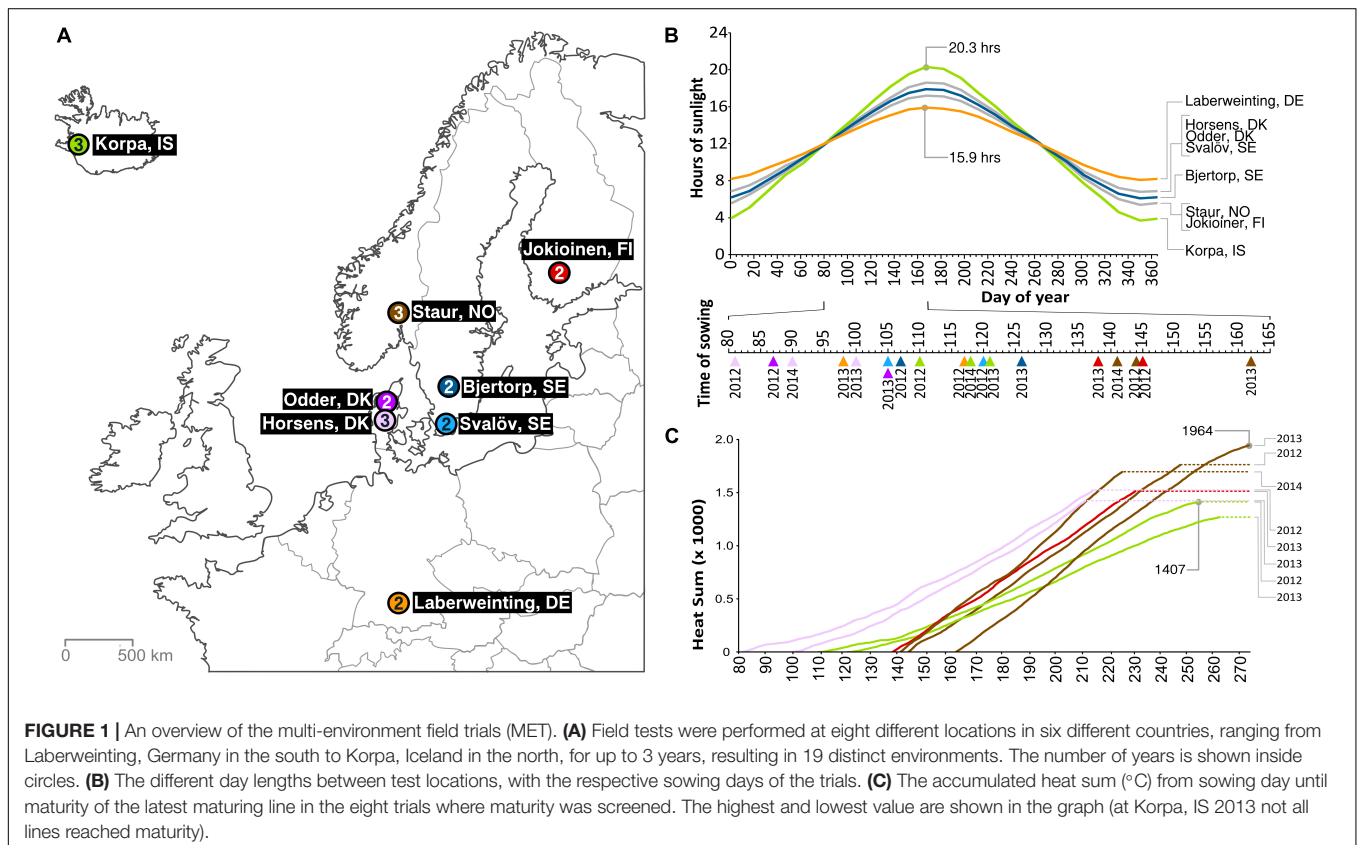 A
3 Korpa, IS
Jokioinen, FI
2
3 Staur, NO
2 Bjertorp, SE
Odder, DK 2
Horsens, DK 3
2 Svalöv, SE
2 Laberweinting, DE
0 500 km
B
Hours of sunlight
24
20
16
12
8
4
0
20.3 hrs
15.9 hrs
Laberweinting, DE
Horsens, DK
Odder, DK
Svalöv, SE
Bjertorp, SE
Staur, NO
Jokioiner, FI
Korpa, IS
0 20 40 60 80 100 120 140 160 180 200 220 240 260 280 300 320 340 360
Day of year
Time of sowing
80 85 90 95 100 105 110 115 120 125 130 135 140 145 150 155 160 165
2012 2012 2014 2013 2013 2013 2012 2012 2012 2014 2012 2013 2013 2013 2012 2014 2012 2013
C
Heat Sum (x 1000)
2.0
1.5
1.0
0.5
0
1964
1407
2013
2012
2014
2012
2013
2013
2012
2013
80 90 100 110 120 130 140 150 160 170 180 190 200 210 220 230 240 250 260 270
FIGURE 1 | An overview of the multi-environment field trials (MET). (A) Field tests were performed at eight different locations in six different countries, ranging from
Laberweinting, Germany in the south to Korpa, Iceland in the north, for up to 3 years, resulting in 19 distinct environments. The number of years is shown inside
circles. (B) The different day lengths between test locations, with the respective sowing days of the trials. (C) The accumulated heat sum (°C) from sowing day until
maturity of the latest maturing line in the eight trials where maturity was screened. The highest and lowest value are shown in the graph (at Korpa, IS 2013 not all
lines reached maturity).